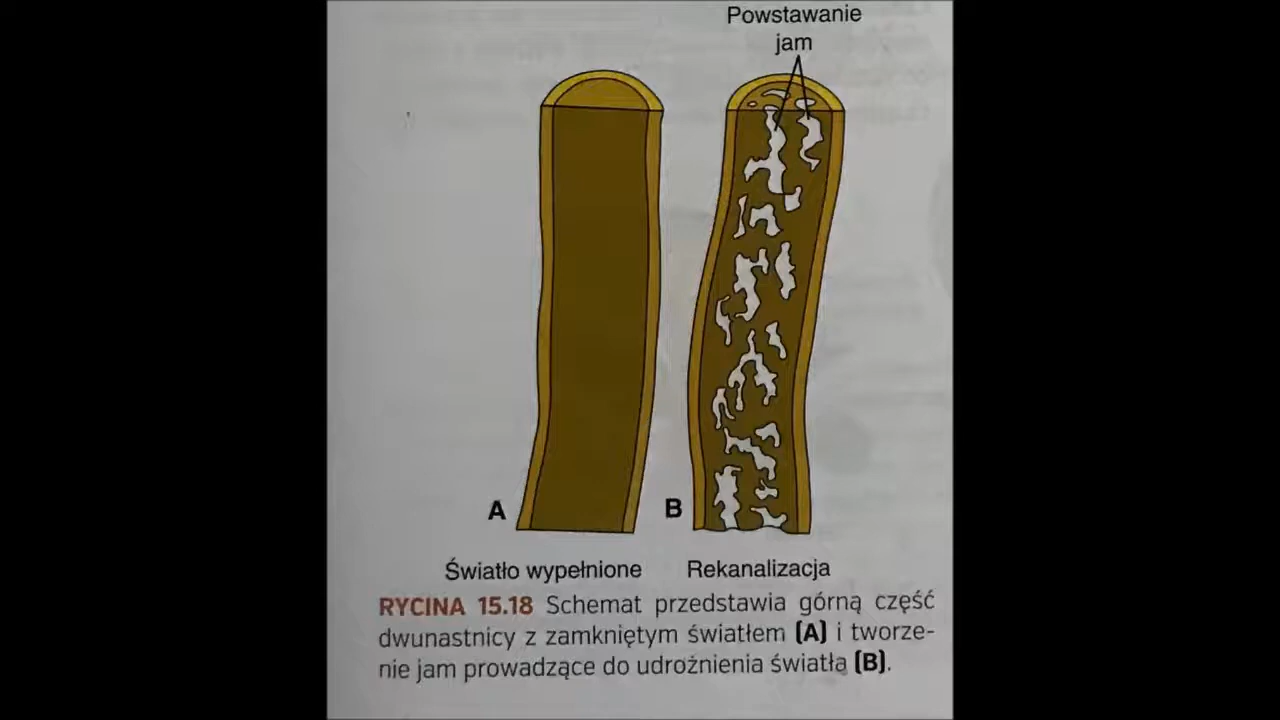 Powstawanie
jam
A
B
Światło wypełnione
Rekanalizacja
RYCINA 15.18 Schemat przedstawia górną część
dwunastnicy z zamkniętym światłem (A) i tworze-
nie jam prowadzące do udrożnienia światła (B).